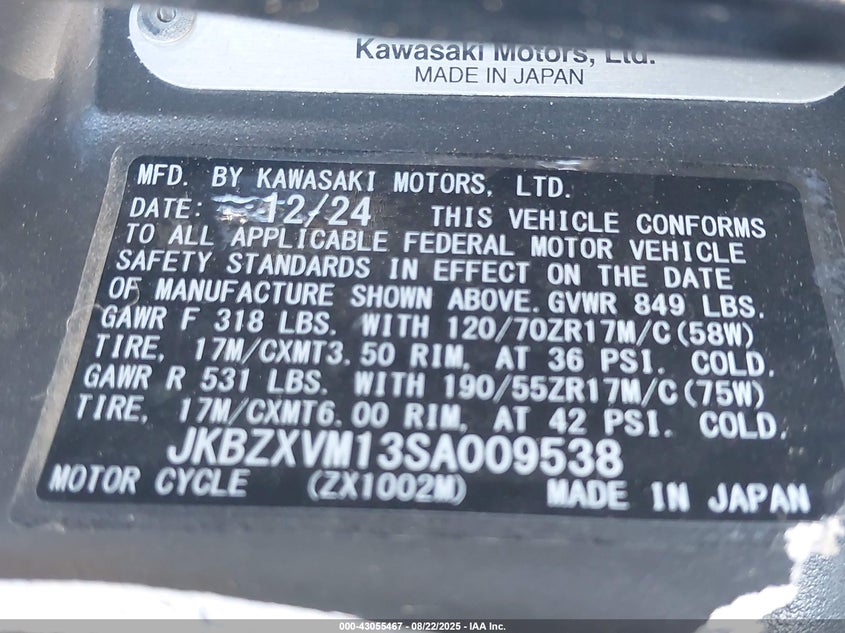 Kawasaki Motors, Ltd.
MADE IN JAPAN
MFD. BY KAWASAKI MOTORS, LTD.
DATE: 12/24 THIS VEHICLE CONFORMS
TO ALL APPLICABLE FEDERAL MOTOR VEHICLE
SAFETY STANDARDS IN EFFECT ON THE DATE
OF MANUFACTURE SHOWN ABOVE. GVWR 849 LBS.
GAWR F 318 LBS. WITH 120/70ZR17M/C(58W)
TIRE, 17M/CXMT3.50 RIM, AT 36 PSI. COLD.
GAWR R 531 LBS. WITH 190/55ZR17M/C(75W)
TIRE, 17M/CXMT6.00 RIM, AT 42 PSI. COLD.
JKBZXVM13SA009538
MOTOR CYCLE (ZX1002M) MADE IN JAPAN
000-43055467 - 08/22/2025 - IAA Inc.